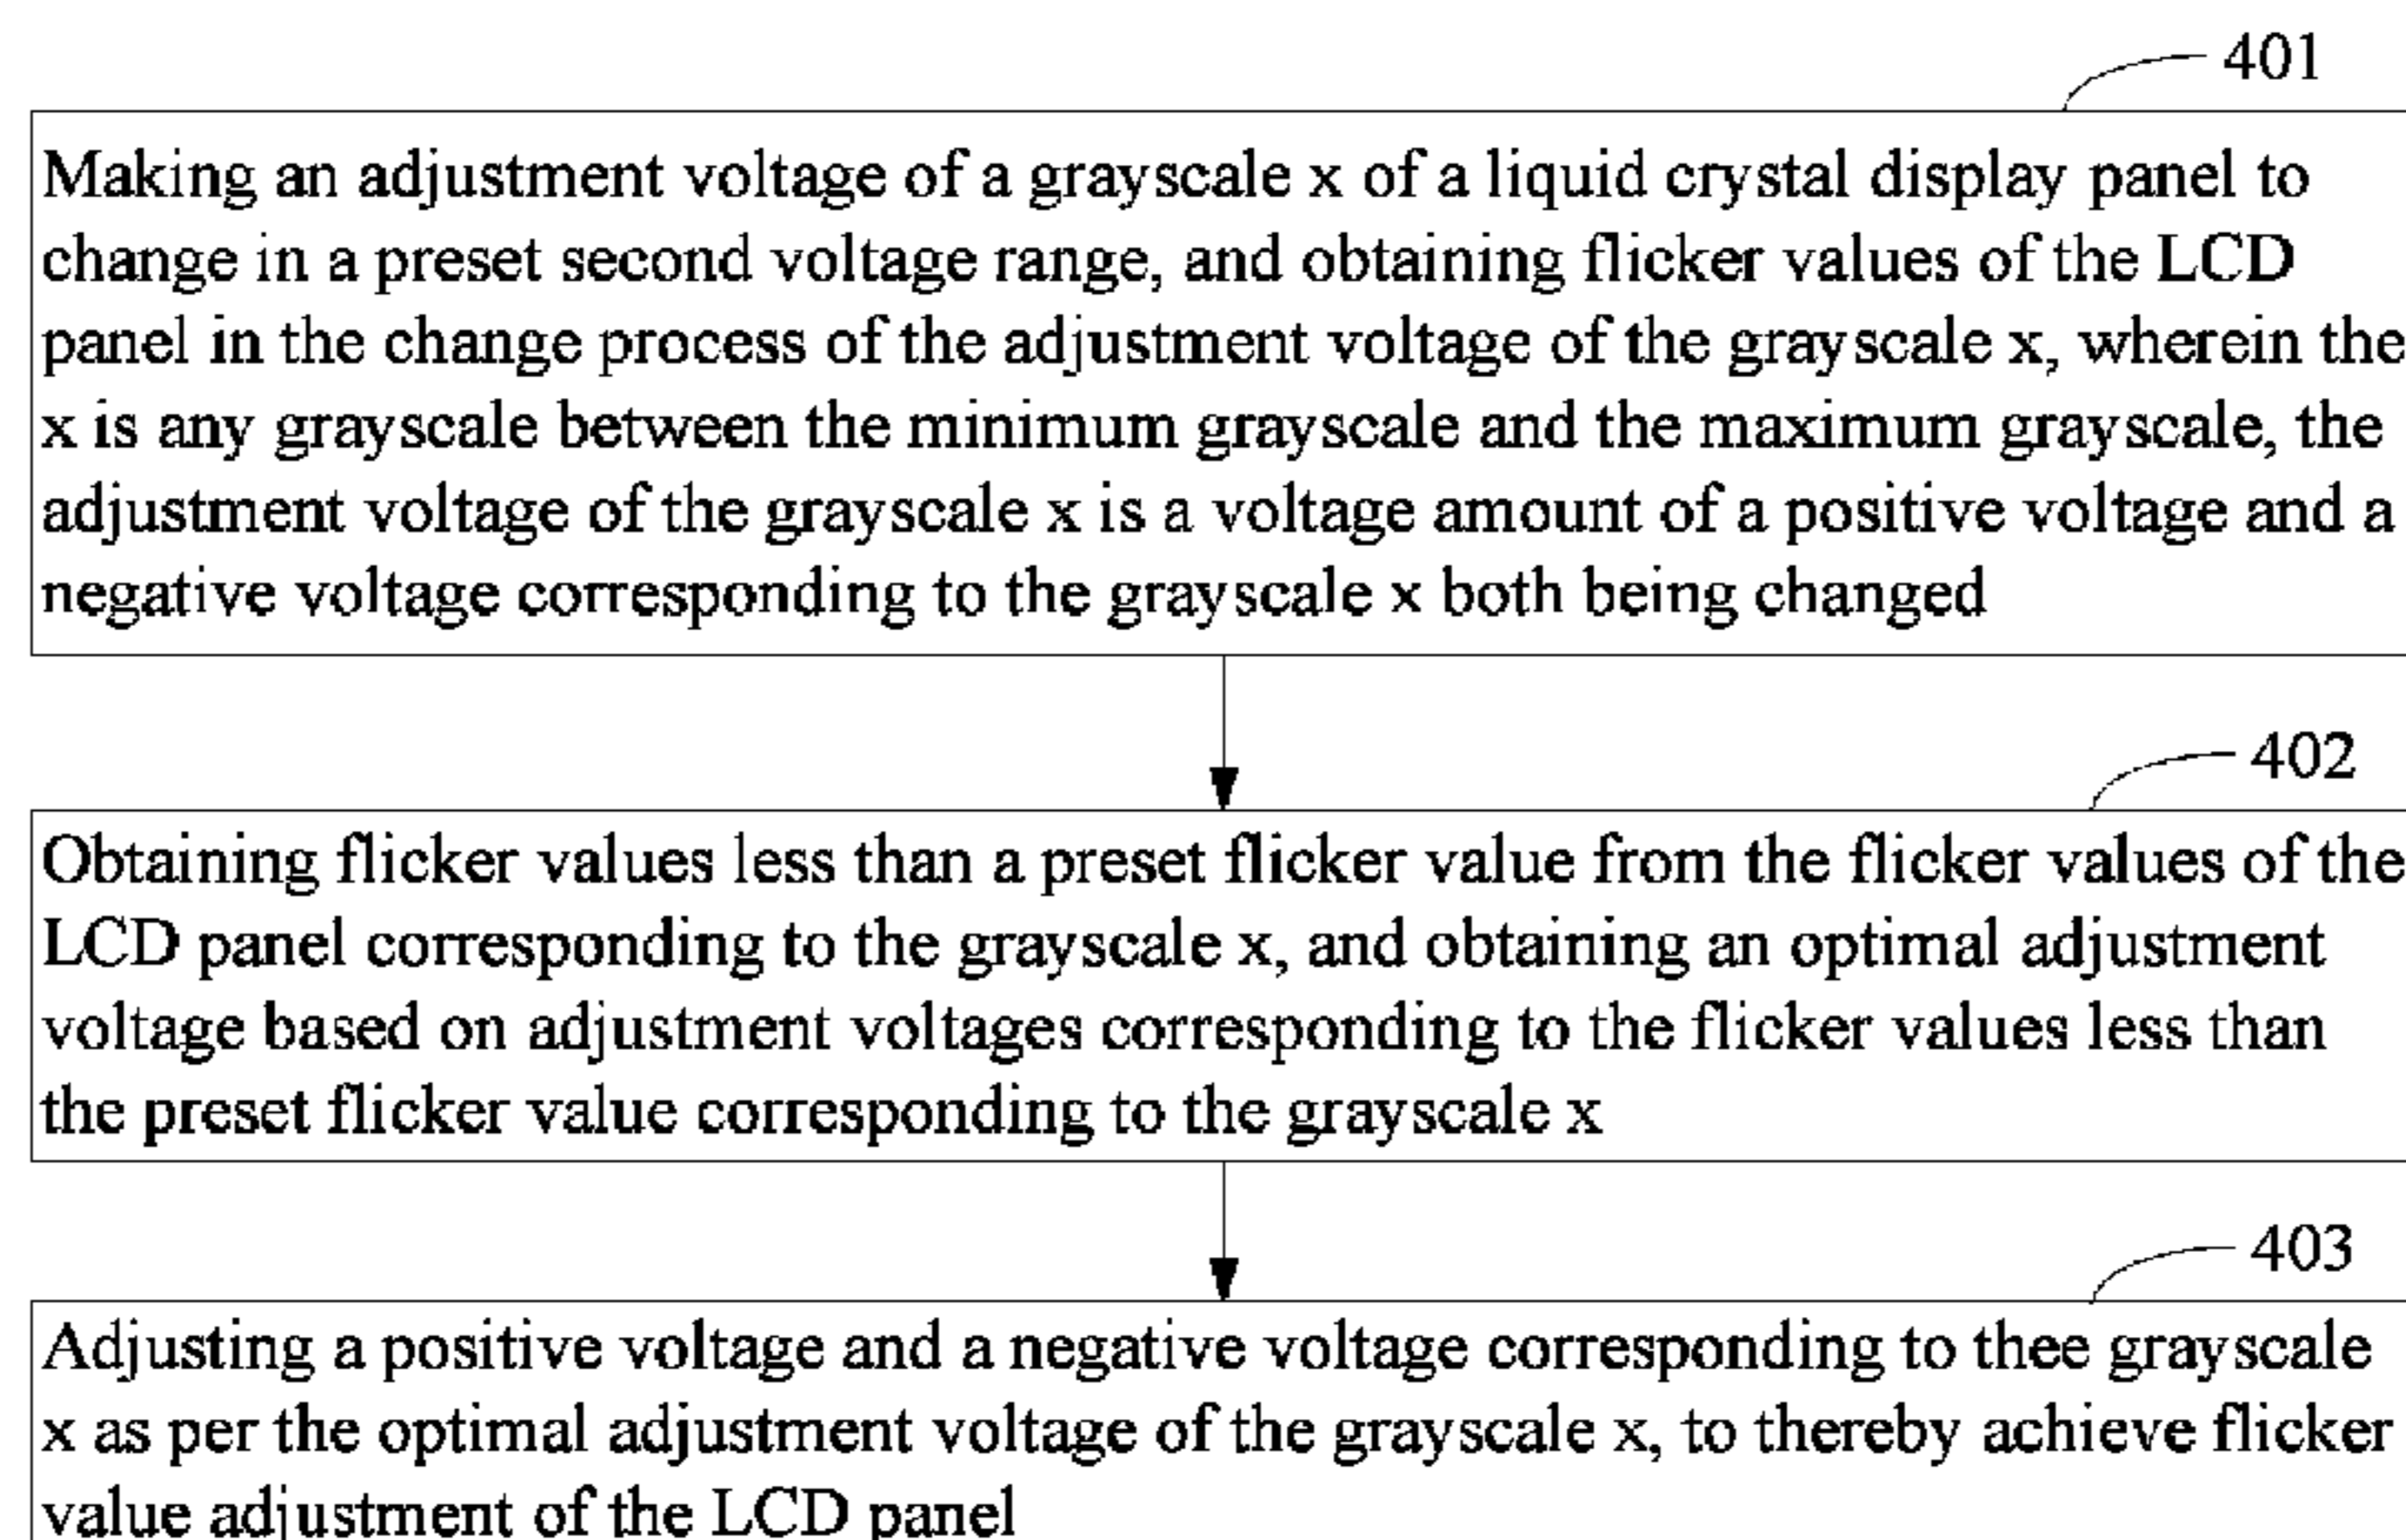 401
Making an adjustment voltage of a grayscale x of a liquid crystal display panel to
change in a preset second voltage range, and obtaining flicker values of the LCD
panel in the change process of the adjustment voltage of the grayscale x, wherein the
x is any grayscale between the minimum grayscale and the maximum grayscale, the
adjustment voltage of the grayscale x is a voltage amount of a positive voltage and a
negative voltage corresponding to the grayscale x both being changed
402
Obtaining flicker values less than a preset flicker value from the flicker values of the
LCD panel corresponding to the grayscale x, and obtaining an optimal adjustment
voltage based on adjustment voltages corresponding to the flicker values less than
the preset flicker value corresponding to the grayscale x
403
Adjusting a positive voltage and a negative voltage corresponding to thee grayscale
x as per the optimal adjustment voltage of the grayscale x, to thereby achieve flicker
value adjustment of the LCD panel